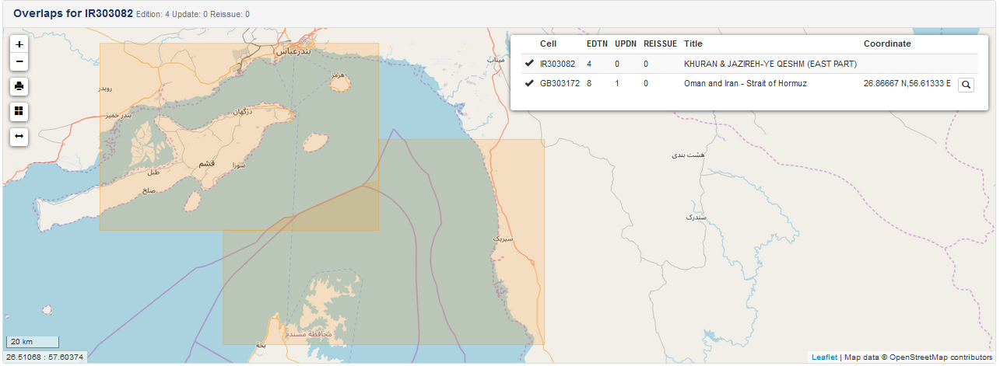 Overlaps for IR303082 Edition: 4 Update: 0 Reissue: 0
+
−
Cell EDTN UPDN REISSUE Title Coordinate
IR303082 4 0 0 KHURAN & JAZIREH-YE QESHM (EAST PART)
GB303172 8 1 0 Oman and Iran - Strait of Hormuz 26.86667 N,56.61333 E
بندرعباس
میناب
هرمز
رویدر
درگهان
بندر خمیر
هشت بندی
قشم
سوزا
طبل
صلخ
سندرک
سیریک
محافظة مسندم
بخة
20 km
26.51068 : 57.60374
Leaflet | Map data © OpenStreetMap contributors